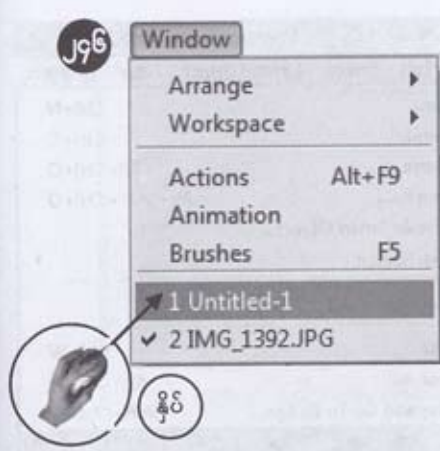 ၂၄၆
Window
Arrange
Workspace
Actions Alt+F9
Animation
Brushes F5
1 Untitled-1
✔ 2 IMG_1392.JPG
နှိပ်